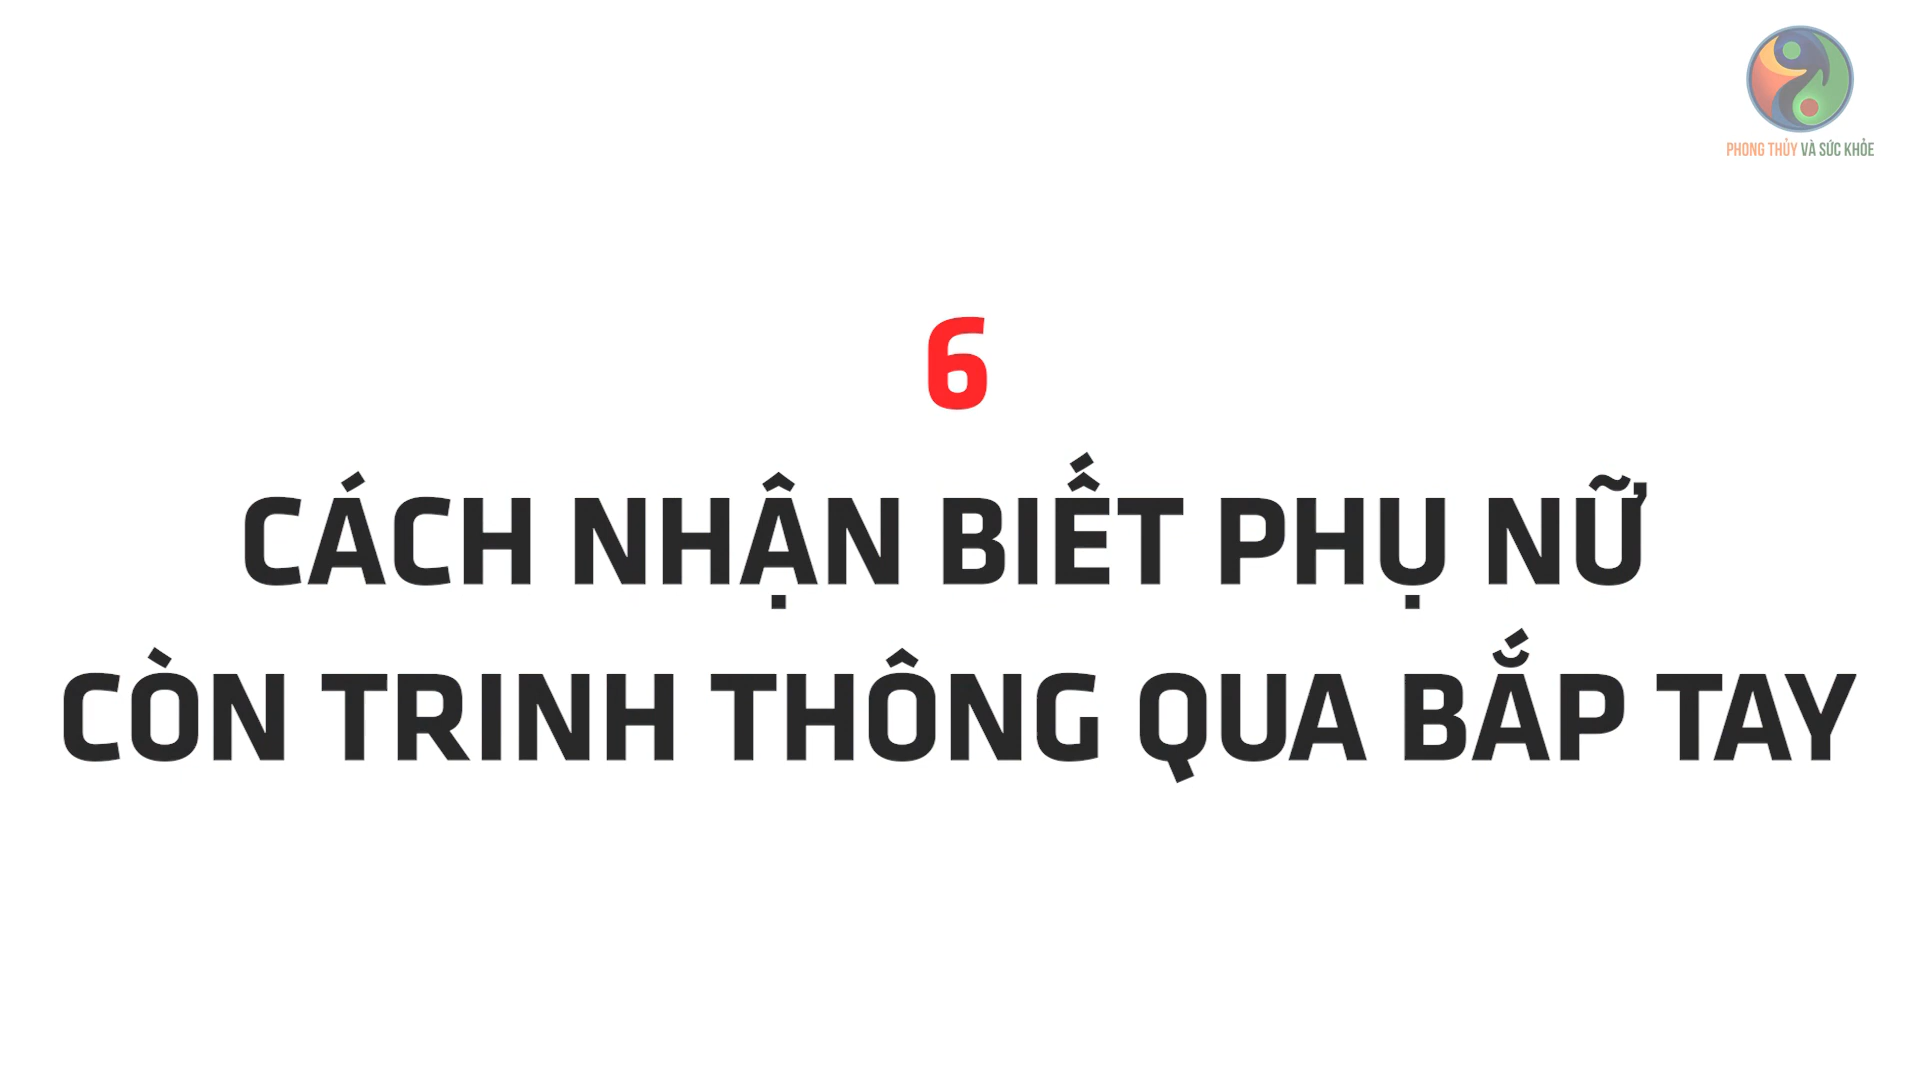 PHONG THỦY VÀ SỨC KHỎE
6
CÁCH NHẬN BIẾT PHỤ NỮ
CÒN TRINH THÔNG QUA BẮP TAY